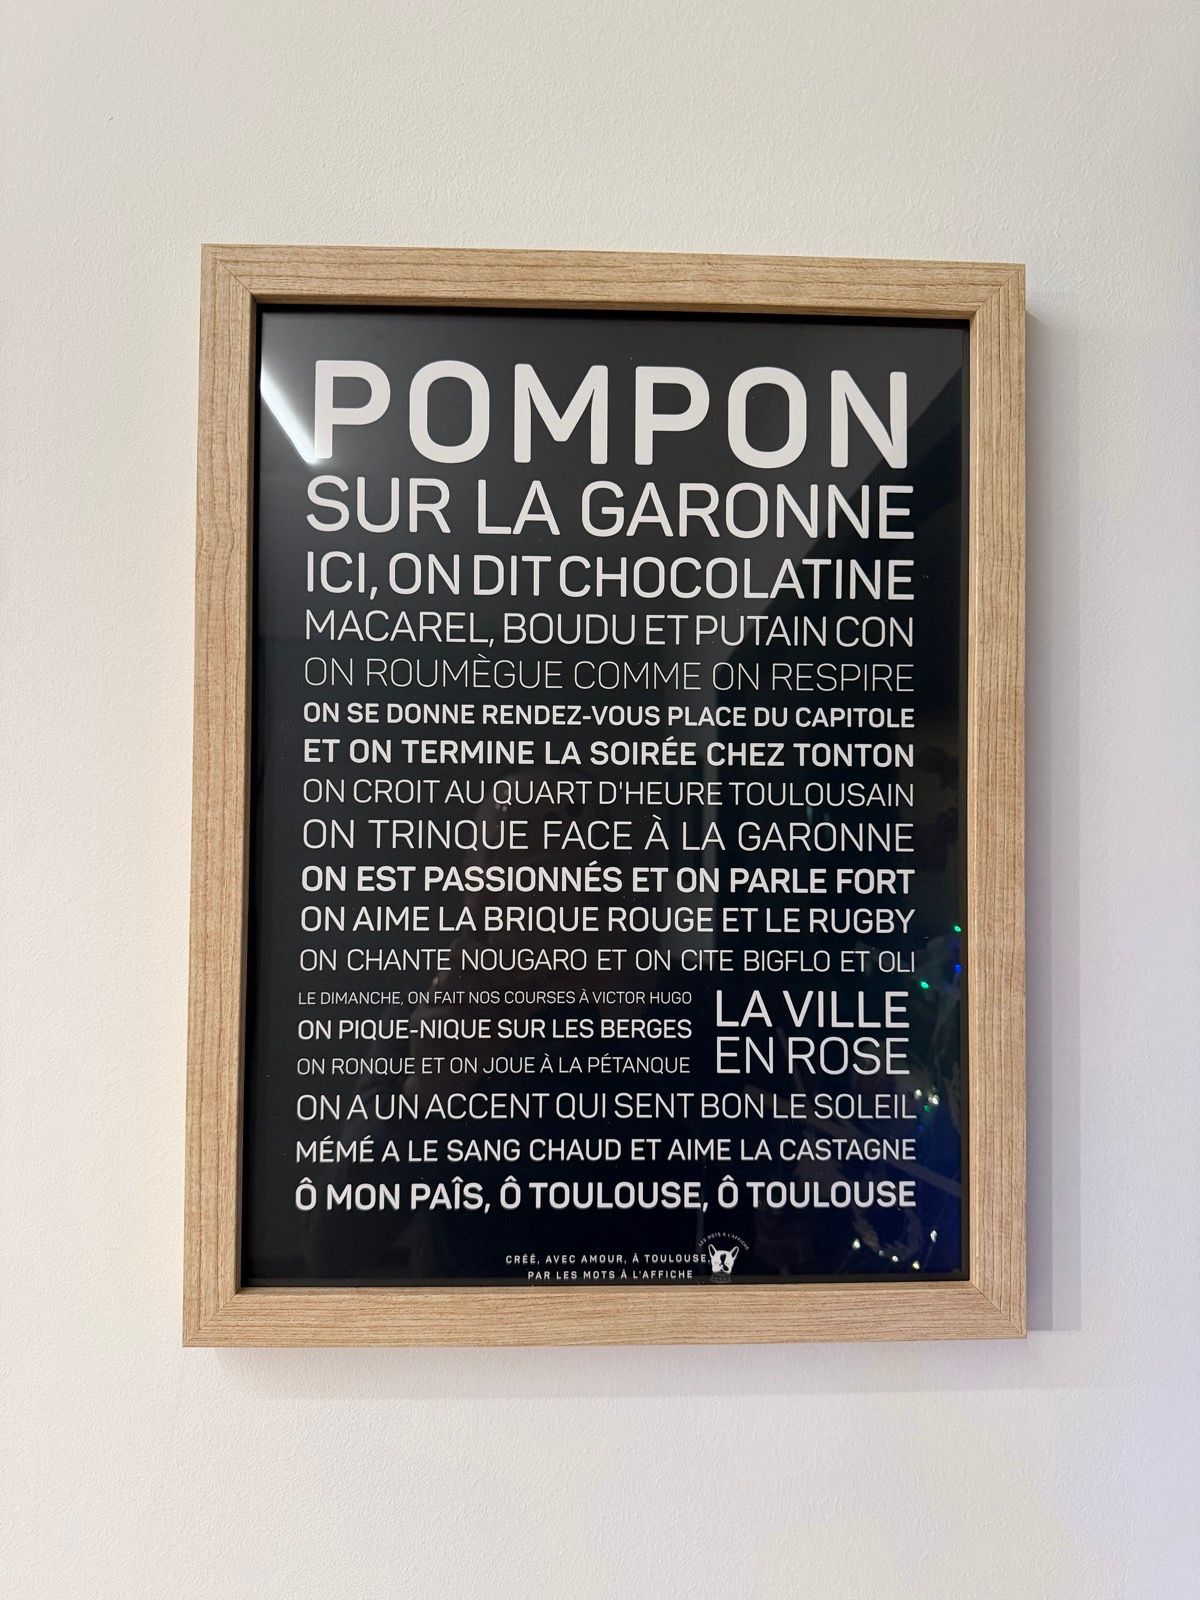 POMPON
SUR LA GARONNE
ICI, ON DIT CHOCOLATINE
MACAREL, BOUDU ET PUTAIN CON
ON ROUMÈGUE COMME ON RESPIRE
ON SE DONNE RENDEZ-VOUS PLACE DU CAPITOLE
ET ON TERMINE LA SOIRÉE CHEZ TONTON
ON CROIT AU QUART D'HEURE TOULOUSAIN
ON TRINQUE FACE À LA GARONNE
ON EST PASSIONNÉS ET ON PARLE FORT
ON AIME LA BRIQUE ROUGE ET LE RUGBY
ON CHANTE NOUGARO ET ON CITE BIGFLO ET OLI
LE DIMANCHE, ON FAIT NOS COURSES À VICTOR HUGO
ON PIQUE-NIQUE SUR LES BERGES
ON RONQUE ET ON JOUE À LA PÉTANQUE
LA VILLE
EN ROSE
ON A UN ACCENT QUI SENT BON LE SOLEIL
MÉMÉ A LE SANG CHAUD ET AIME LA CASTAGNE
Ô MON PAÎS, Ô TOULOUSE, Ô TOULOUSE
CRÉÉ, AVEC AMOUR, À TOULOUSE,
PAR LES MOTS À L'AFFICHE
LES MOTS À L'AFFICHE